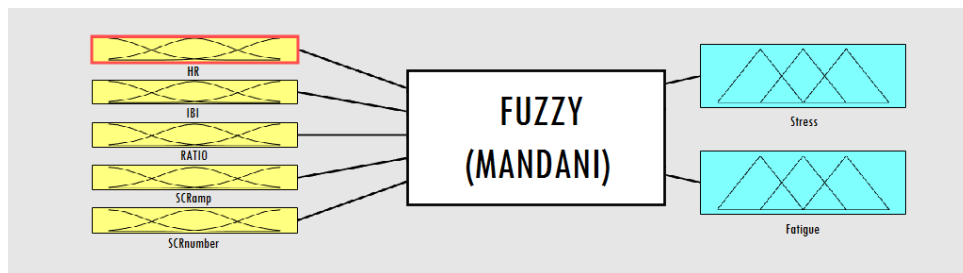 HR
IBI
RATIO
SCRamp
SCRnumber
FUZZY
(MANDANI)
Stress
Fatigue